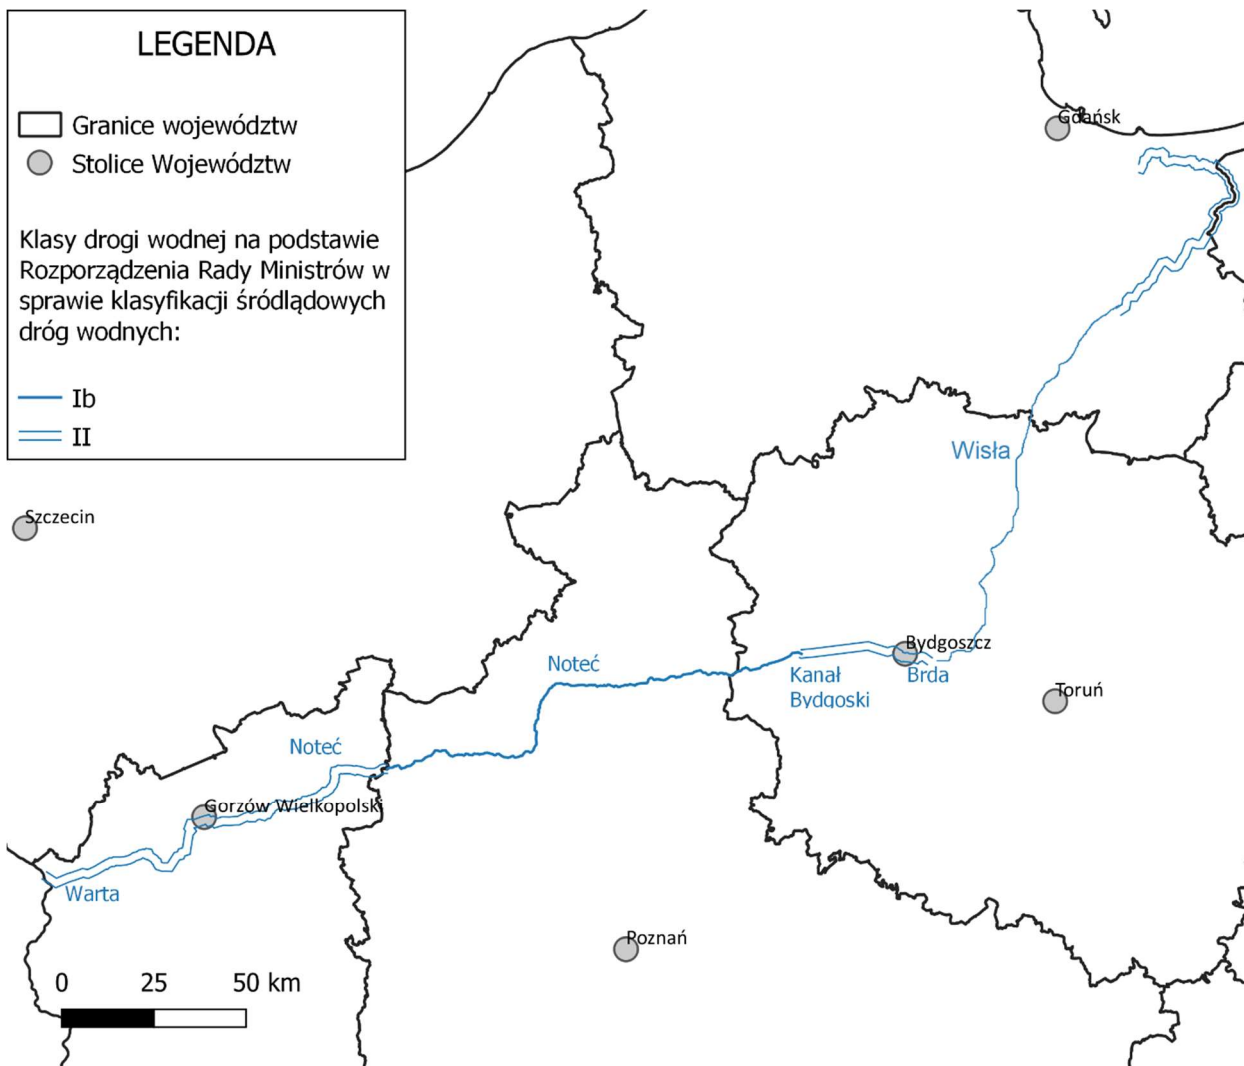 LEGENDA
Granice województw
Stolice Województw
Klasy drogi wodnej na podstawie
Rozporządzenia Rady Ministrów w
sprawie klasyfikacji śródlądowych
dróg wodnych:
Ib
II
Gdańsk
Wisła
Szczecin
Bydgoszcz
Noteć
Kanał
Bydgoski
Brda
Toruń
Noteć
Gorzów Wielkopolski
Warta
Poznań
0 25 50 km